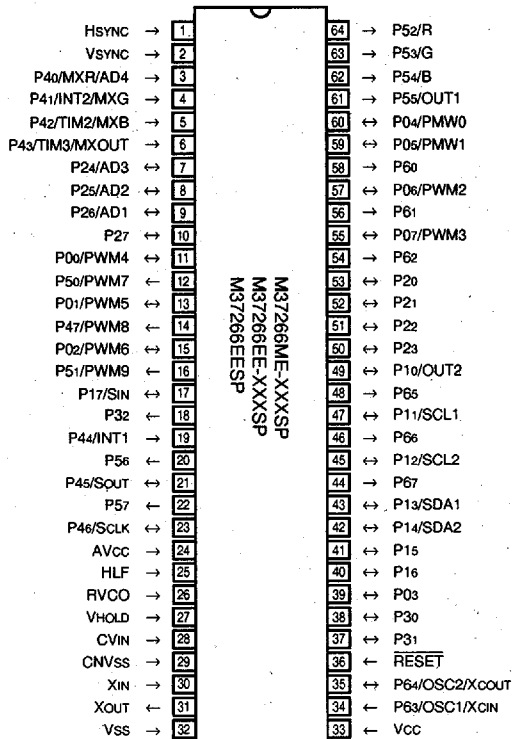 HSYNC → 1
VSYNC → 2
P40/MXR/AD4 → 3
P41/INT2/MXG → 4
P42/TIM2/MXB → 5
P43/TIM3/MXOUT → 6
P24/AD3 ↔ 7
P25/AD2 ↔ 8
P26/AD1 ↔ 9
P27 ↔ 10
P00/PWM4 ↔ 11
P50/PWM7 ← 12
P01/PWM5 ↔ 13
P47/PWM8 ← 14
P02/PWM6 ↔ 15
P51/PWM9 ← 16
P17/SIN ↔ 17
P32 ← 18
P44/INT1 → 19
P56 ← 20
P45/SOUT ↔ 21
P57 ← 22
P46/SCLK ↔ 23
AVCC → 24
HLF → 25
RVCO → 26
VHOLD → 27
CVIN → 28
CNVSS → 29
XIN → 30
XOUT ← 31
VSS → 32
M37266ME-XXXSP
M37266EE-XXXSP
M37266EESP
64 → P52/R
63 → P53/G
62 → P54/B
61 → P55/OUT1
60 ↔ P04/PMW0
59 ↔ P05/PMW1
58 → P60
57 ↔ P06/PWM2
56 → P61
55 ↔ P07/PWM3
54 → P62
53 ↔ P20
52 ↔ P21
51 ↔ P22
50 ↔ P23
49 ↔ P10/OUT2
48 → P65
47 ↔ P11/SCL1
46 → P66
45 ↔ P12/SCL2
44 → P67
43 ↔ P13/SDA1
42 ↔ P14/SDA2
41 ↔ P15
40 ↔ P16
39 ↔ P03
38 ↔ P30
37 ↔ P31
36 ← RESET
35 ↔ P64/OSC2/XCOUT
34 ← P63/OSC1/XCIN
33 ← VCC